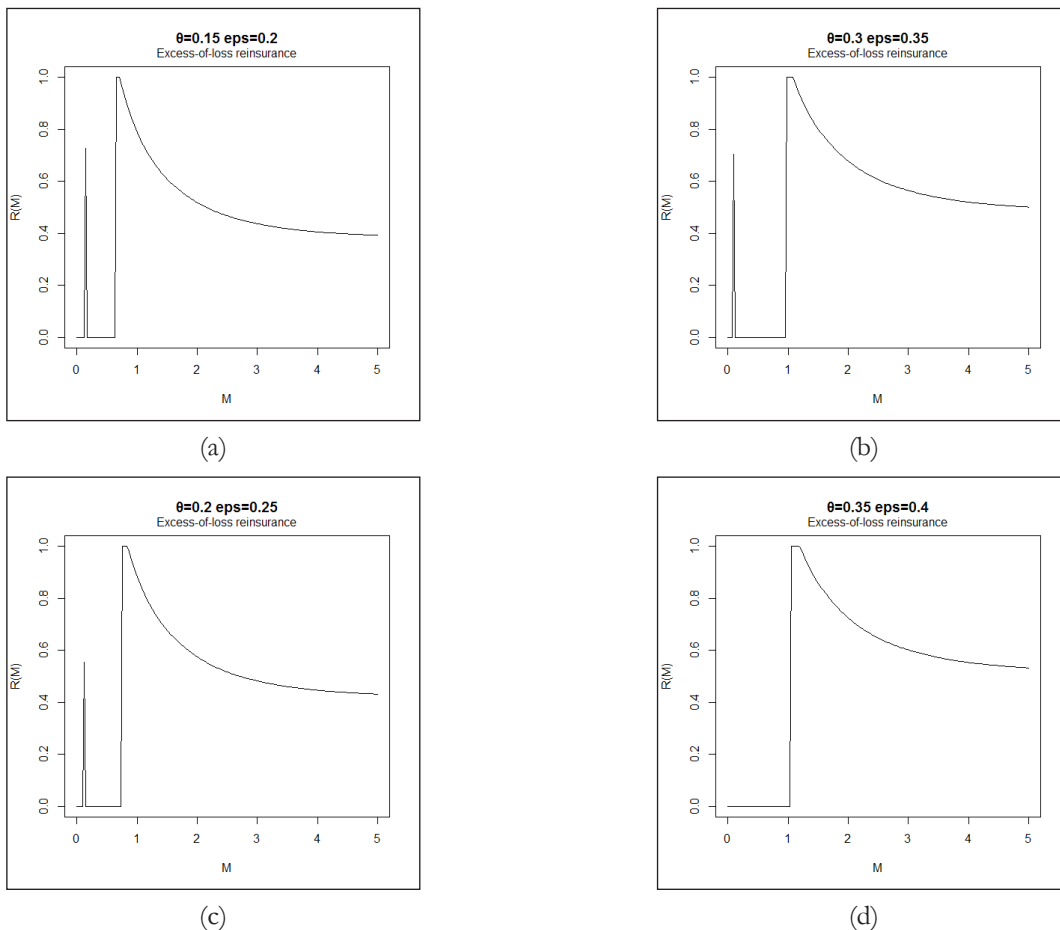 θ=0.15 eps=0.2
Excess-of-loss reinsurance
R(M)
0.0 0.2 0.4 0.6 0.8 1.0
0 1 2 3 4 5
M
(a)
θ=0.3 eps=0.35
Excess-of-loss reinsurance
R(M)
0.0 0.2 0.4 0.6 0.8 1.0
0 1 2 3 4 5
M
(b)
θ=0.2 eps=0.25
Excess-of-loss reinsurance
R(M)
0.0 0.2 0.4 0.6 0.8 1.0
0 1 2 3 4 5
M
(c)
θ=0.35 eps=0.4
Excess-of-loss reinsurance
R(M)
0.0 0.2 0.4 0.6 0.8 1.0
0 1 2 3 4 5
M
(d)